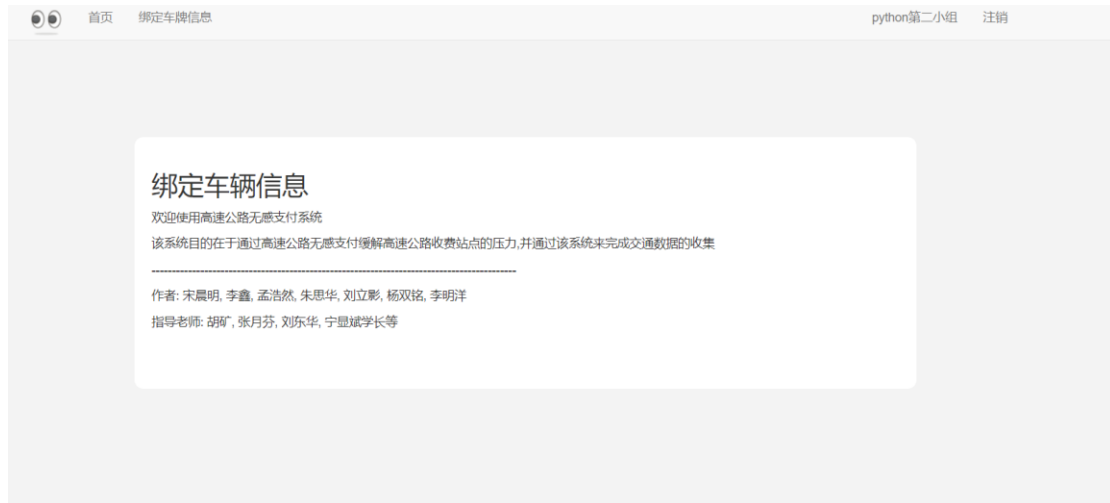 首页 绑定车牌信息 python第二小组 注销
绑定车辆信息
欢迎使用高速公路无感支付系统
该系统目的在于通过高速公路无感支付缓解高速公路收费站点的压力,并通过该系统来完成交通数据的收集
------------------------------------------------------------------------------------------
作者: 宋晨明, 李鑫, 孟浩然, 朱思华, 刘立影, 杨双铭, 李明洋
指导老师: 胡矿, 张月芬, 刘东华, 宁显斌学长等